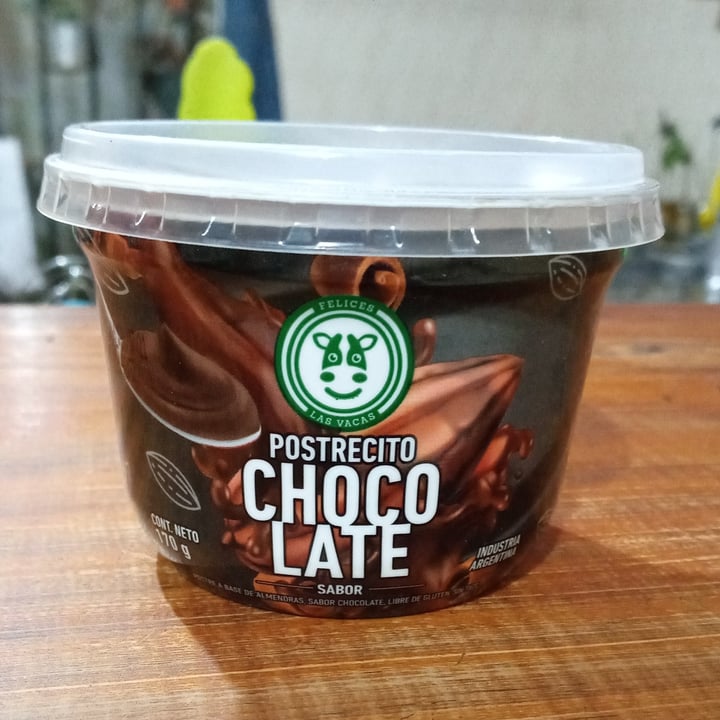 FELICES
LAS VACAS
POSTRECITO
CHOCO
LATE
SABOR
CONT. NETO
170 g
INDUSTRIA
ARGENTINA
POSTRE A BASE DE ALMENDRAS, SABOR CHOCOLATE, LIBRE DE GLUTEN